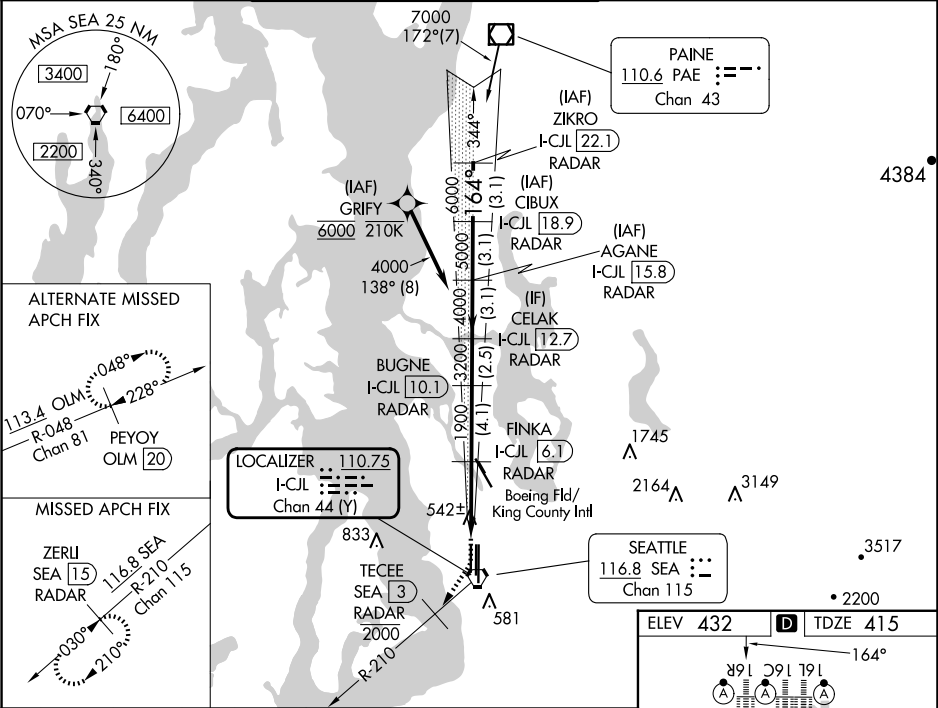 MSA SEA 25 NM
180°
3400
070°
6400
2200
340°
7000
172°(7)
PAINE
110.6 PAE
Chan 43
(IAF)
ZIKRO
I-CJL 22.1
RADAR
344°
164°
6000
(3.1)
(IAF)
CIBUX
I-CJL 18.9
RADAR
4384
(IAF)
GRIFY
6000 210K
4000
138° (8)
5000
(3.1)
(IAF)
AGANE
I-CJL 15.8
RADAR
4000
(3.1)
(IF)
CELAK
I-CJL 12.7
RADAR
3200
(2.5)
BUGNE
I-CJL 10.1
RADAR
1900
(4.1)
FINKA
I-CJL 6.1
RADAR
Boeing Fld/
King County Intl
1745
2164
3149
ALTERNATE MISSED
APCH FIX
048°
228°
113.4 OLM
R-048
Chan 81
PEYOY
OLM 20
LOCALIZER 110.75
I-CJL
Chan 44 (Y)
542±
833
MISSED APCH FIX
ZERLI
SEA 15
RADAR
116.8 SEA
R-210
Chan 115
030°
210°
TECEE
SEA 3
RADAR
2000
R-210
581
SEATTLE
116.8 SEA
Chan 115
3517
2200
ELEV 432
D
TDZE 415
164°
16R
16C
16L
A
A
A